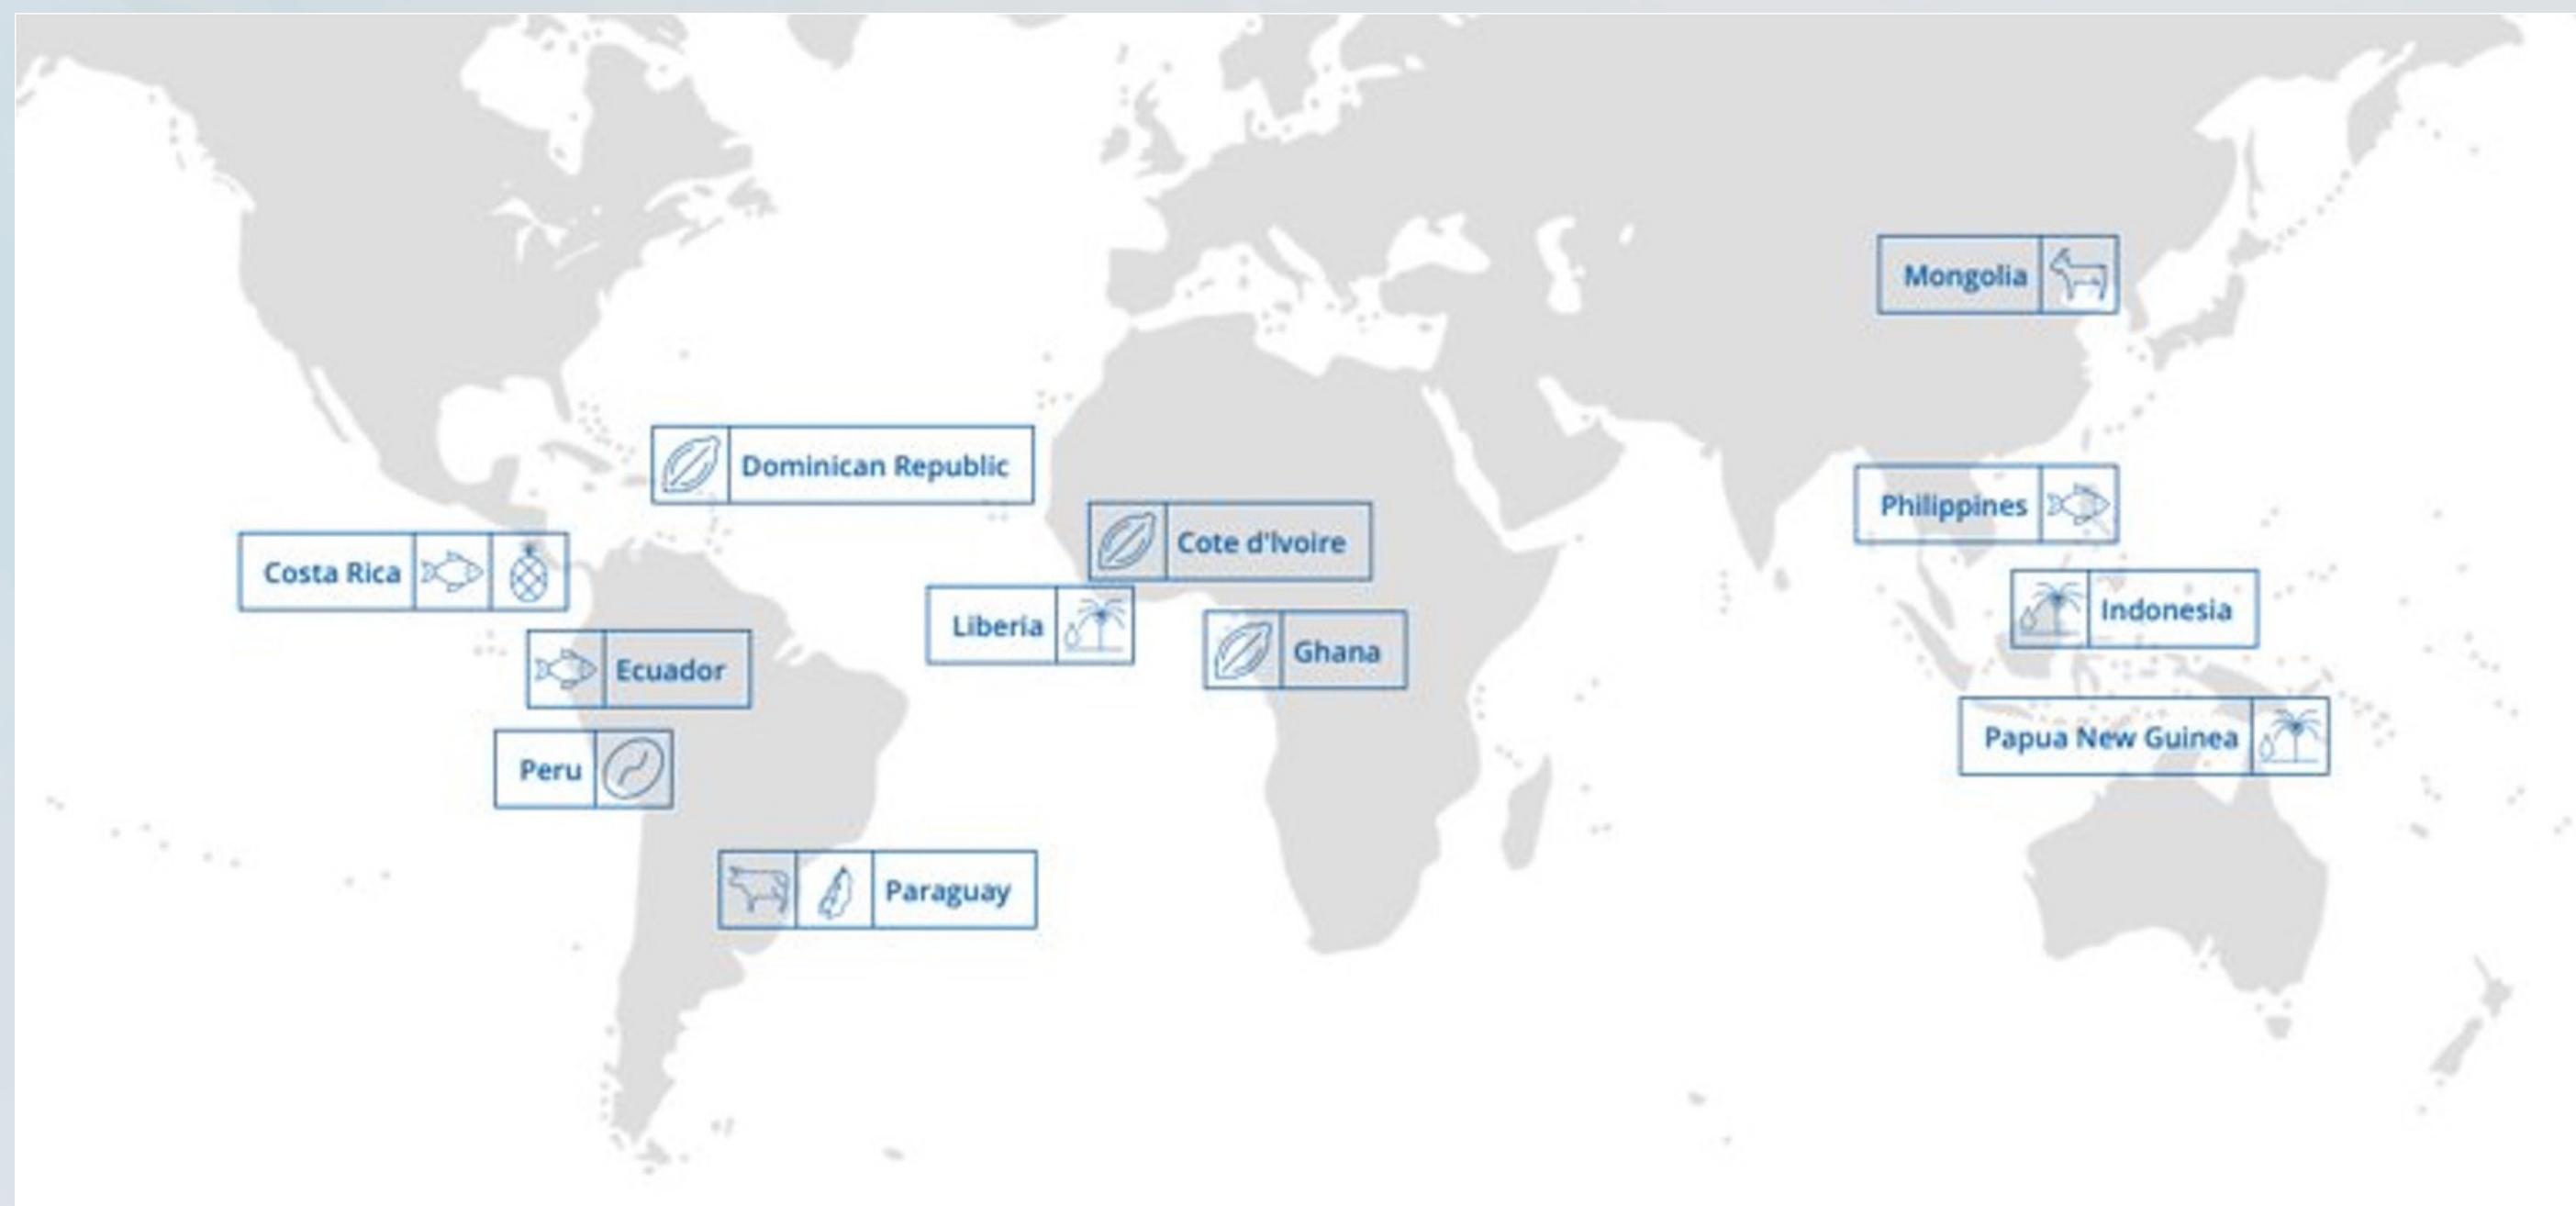 Mongolia
Dominican Republic
Philippines
Cote d'Ivoire
Costa Rica
Indonesia
Liberia
Ghana
Ecuador
Papua New Guinea
Peru
Paraguay